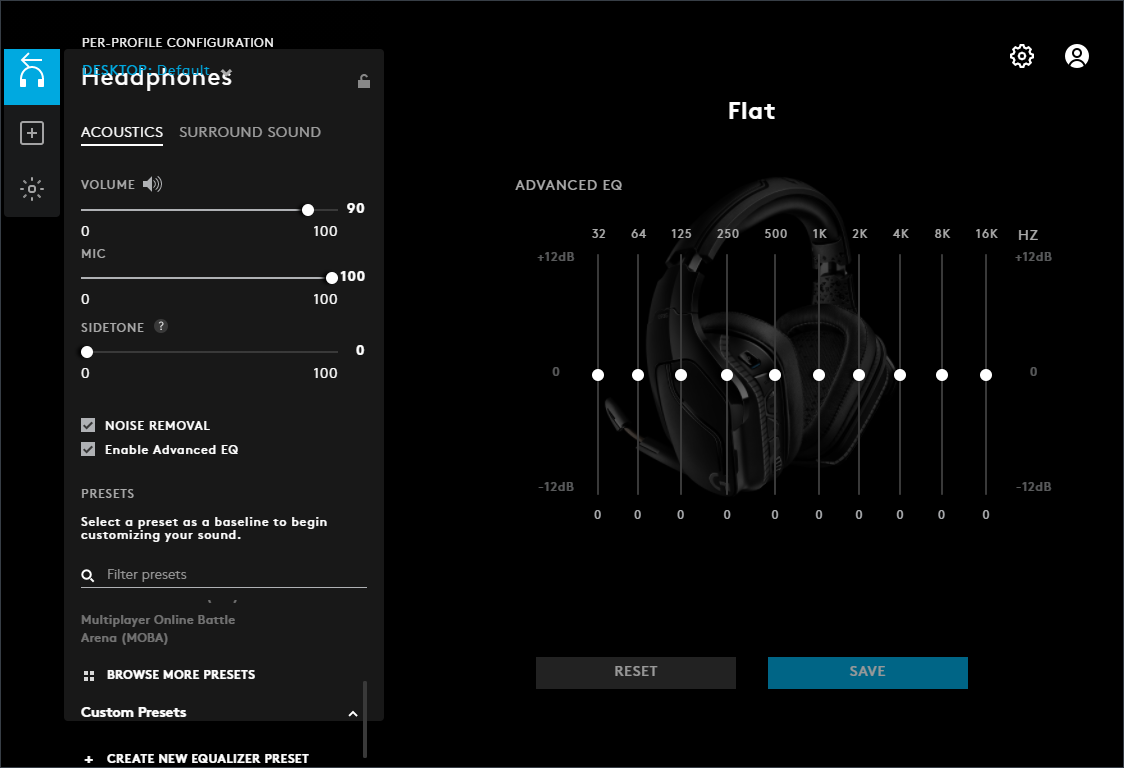 PER-PROFILE CONFIGURATION
DESKTOP: Default
Headphones
ACOUSTICS SURROUND SOUND
VOLUME
90
0 100
MIC
100
0 100
SIDETONE ?
0
0 100
NOISE REMOVAL
Enable Advanced EQ
PRESETS
Select a preset as a baseline to begin
customizing your sound.
Filter presets
Multiplayer Online Battle
Arena (MOBA)
BROWSE MORE PRESETS
Custom Presets
+ CREATE NEW EQUALIZER PRESET
Flat
ADVANCED EQ
32 64 125 250 500 1K 2K 4K 8K 16K HZ
+12dB +12dB
0 0
-12dB -12dB
0 0 0 0 0 0 0 0 0 0
RESET SAVE